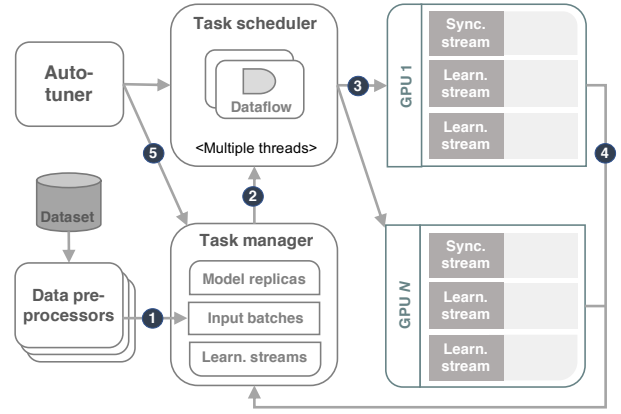 Auto-
tuner
Task scheduler
Dataflow
<Multiple threads>
3
GPU 1
Sync.
stream
Learn.
stream
Learn.
stream
5
2
4
Dataset
Data pre-
processors
1
Task manager
Model replicas
Input batches
Learn. streams
GPU N
Sync.
stream
Learn.
stream
Learn.
stream